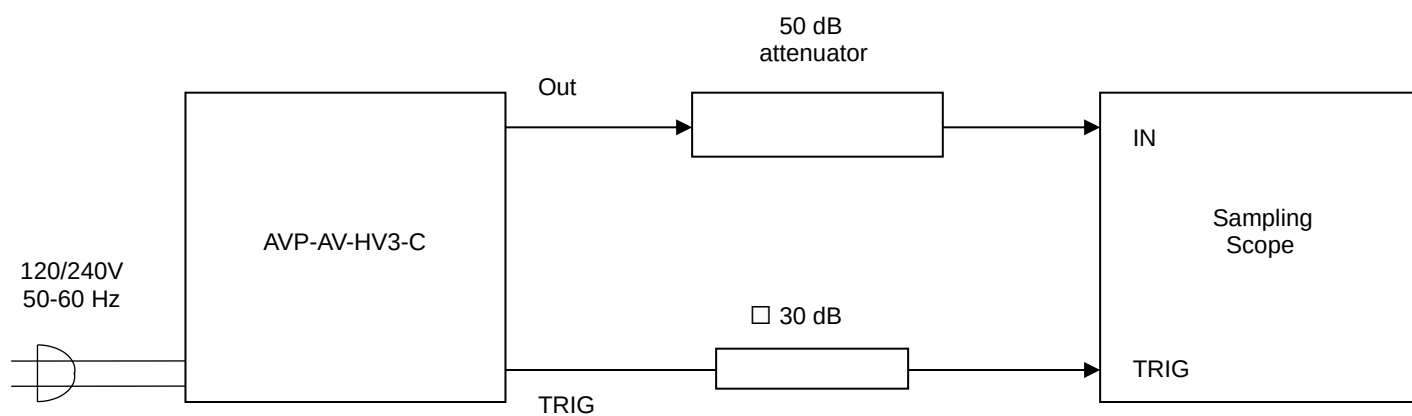 50 dB
attenuator
Out
IN
AVP-AV-HV3-C
Sampling
Scope
120/240V
50-60 Hz
□ 30 dB
TRIG
TRIG